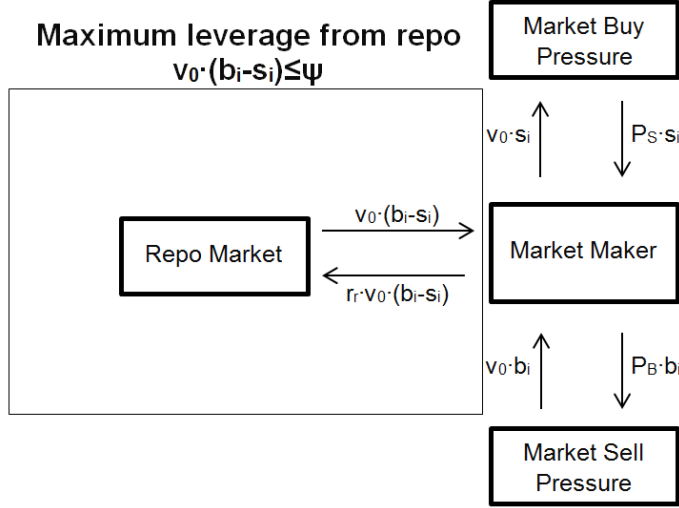 Maximum leverage from repo
v₀·(bᵢ-sᵢ)≤ψ
Market Buy
Pressure
v₀·sᵢ
P_S·sᵢ
v₀·(bᵢ-sᵢ)
Repo Market
Market Maker
rᵣ·v₀·(bᵢ-sᵢ)
v₀·bᵢ
P_B·bᵢ
Market Sell
Pressure